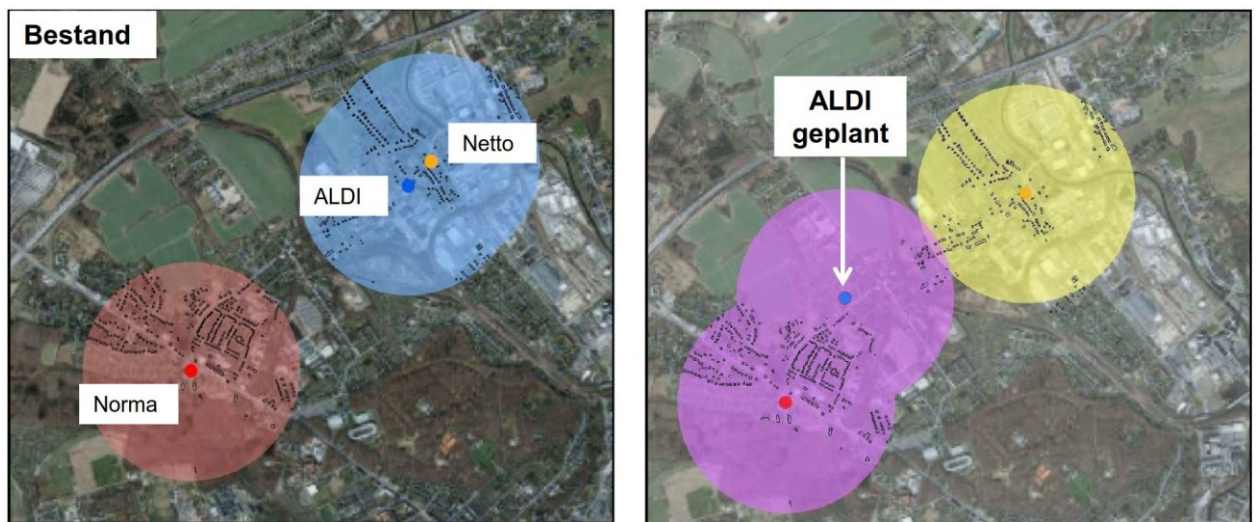 Bestand
Netto
ALDI
Norma
ALDI
geplant